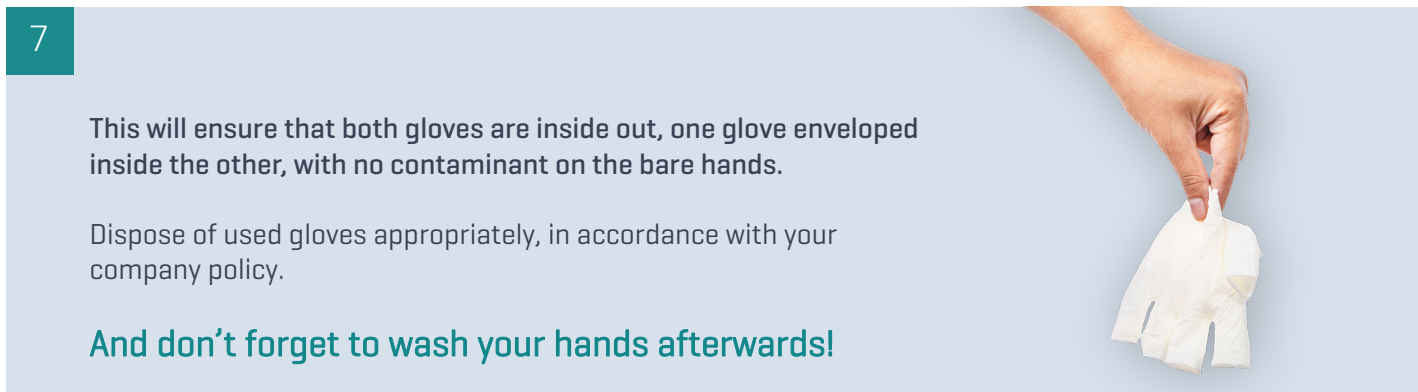 7
This will ensure that both gloves are inside out, one glove enveloped
inside the other, with no contaminant on the bare hands.
Dispose of used gloves appropriately, in accordance with your
company policy.
And don’t forget to wash your hands afterwards!